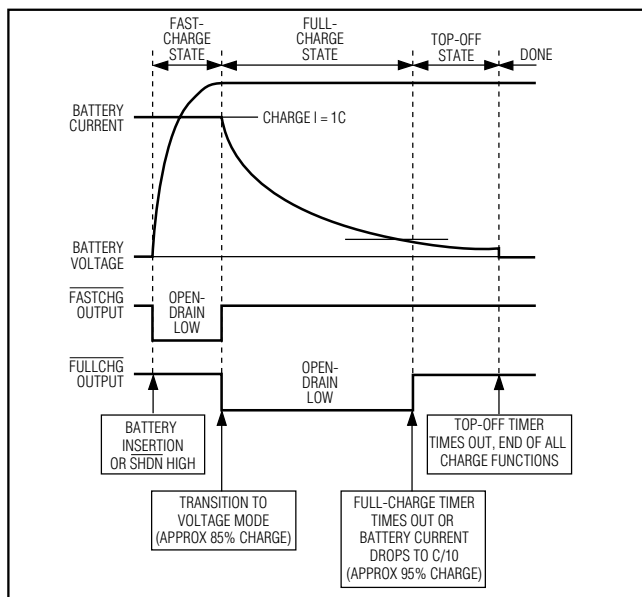 FAST-
CHARGE
STATE
FULL-
CHARGE
STATE
TOP-OFF
STATE
DONE
BATTERY
CURRENT
CHARGE I = 1C
BATTERY
VOLTAGE
FASTCHG
OUTPUT
OPEN-
DRAIN
LOW
FULLCHG
OUTPUT
OPEN-
DRAIN
LOW
BATTERY
INSERTION
OR SHDN HIGH
TOP-OFF TIMER
TIMES OUT, END OF ALL
CHARGE FUNCTIONS
TRANSITION TO
VOLTAGE MODE
(APPROX 85% CHARGE)
FULL-CHARGE TIMER
TIMES OUT OR
BATTERY CURRENT
DROPS TO C/10
(APPROX 95% CHARGE)